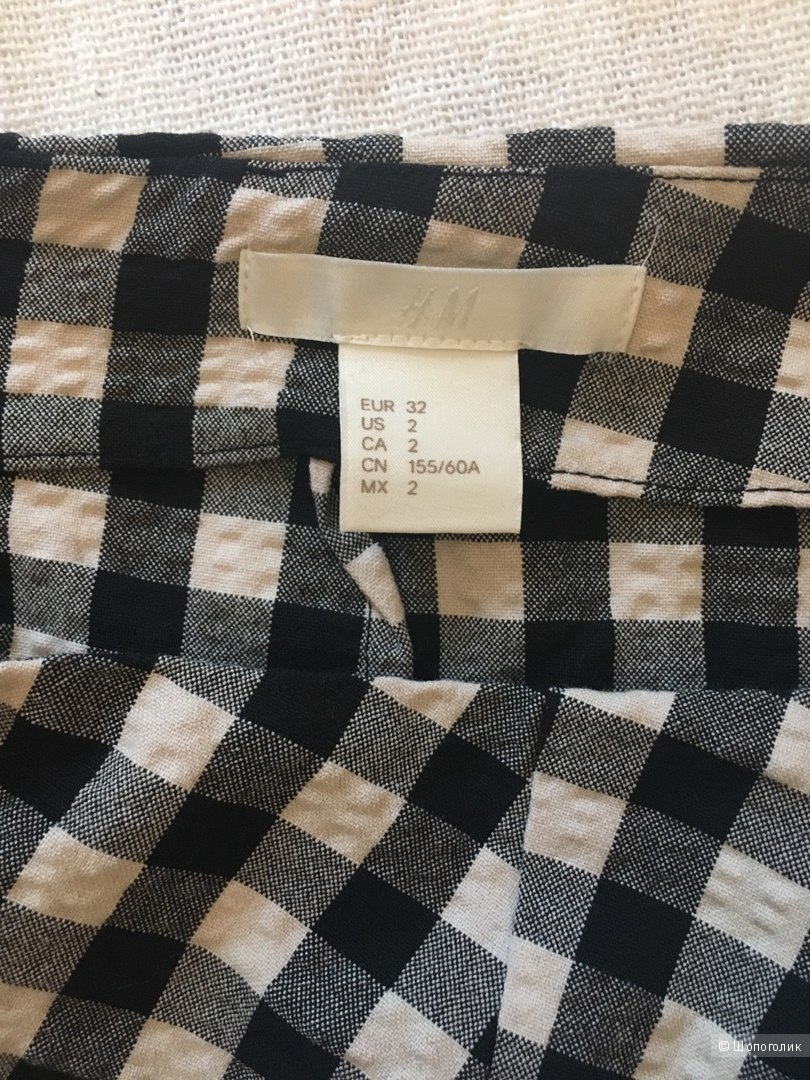 H&M
EUR 32
US 2
CA 2
CN 155/60A
MX 2
© Шопоголик